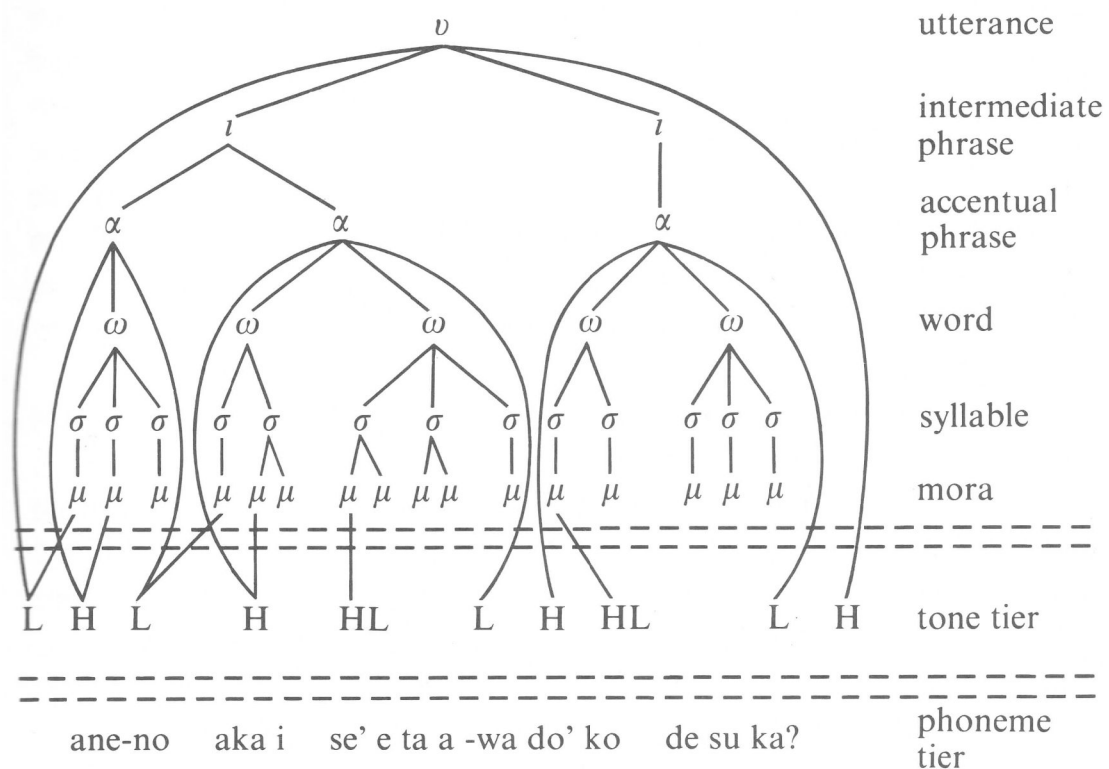 υ utterance
ι ι intermediate
phrase
α α α accentual
phrase
ω ω ω ω ω word
σ σ σ σ σ σ σ σ σ σ σ σ σ syllable
μ μ μ μ μ μ μ μ μ μ μ μ μ μ μ μ mora
L H L H HL L H HL L H tone tier
ane-no aka i se’ e ta a -wa do’ ko de su ka? phoneme
tier